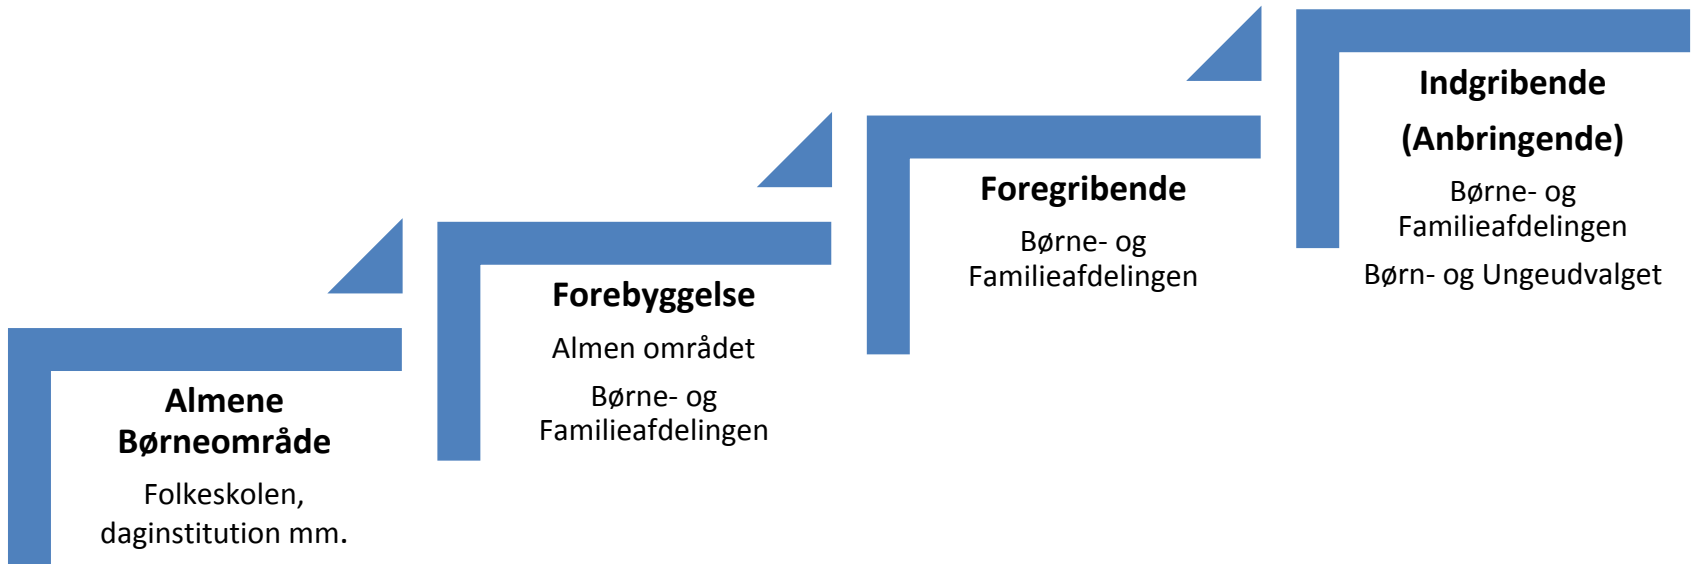 Almene
Børneområde
Folkeskolen,
daginstitution mm.
Forebyggelse
Almen området
Børne- og
Familieafdelingen
Foregribende
Børne- og
Familieafdelingen
Indgribende
(Anbringende)
Børne- og
Familieafdelingen
Børn- og Ungeudvalget